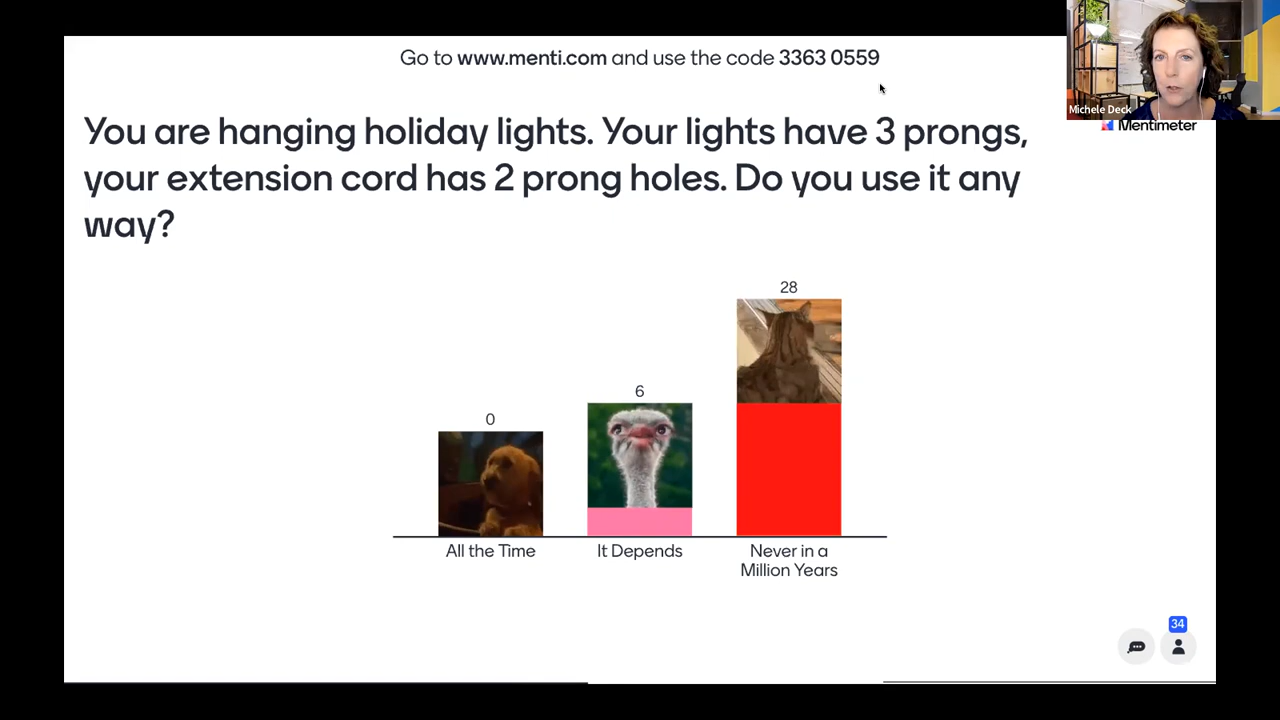 Go to www.menti.com and use the code 3363 0559
Michele Deck
Mentimeter
You are hanging holiday lights. Your lights have 3 prongs,
your extension cord has 2 prong holes. Do you use it any
way?
0
6
28
All the Time
It Depends
Never in a
Million Years
34